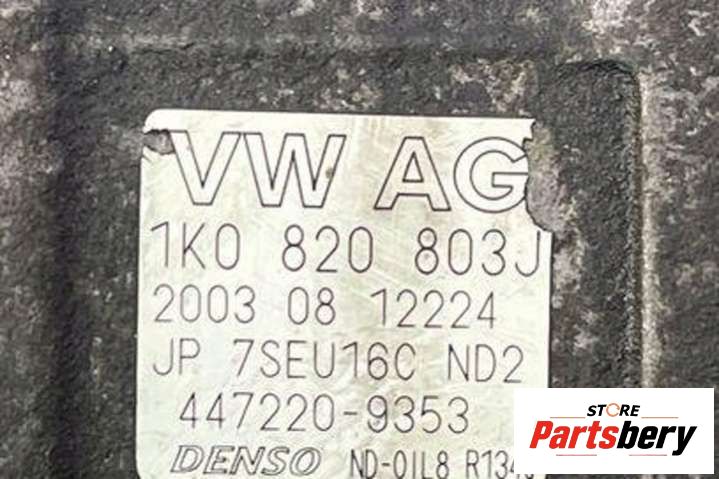 VW AG
1K0 820 803J
2003 08 12224
JP 7SEU16C ND2
447220-9353
DENSO ND-OIL8
STORE
Partsbery